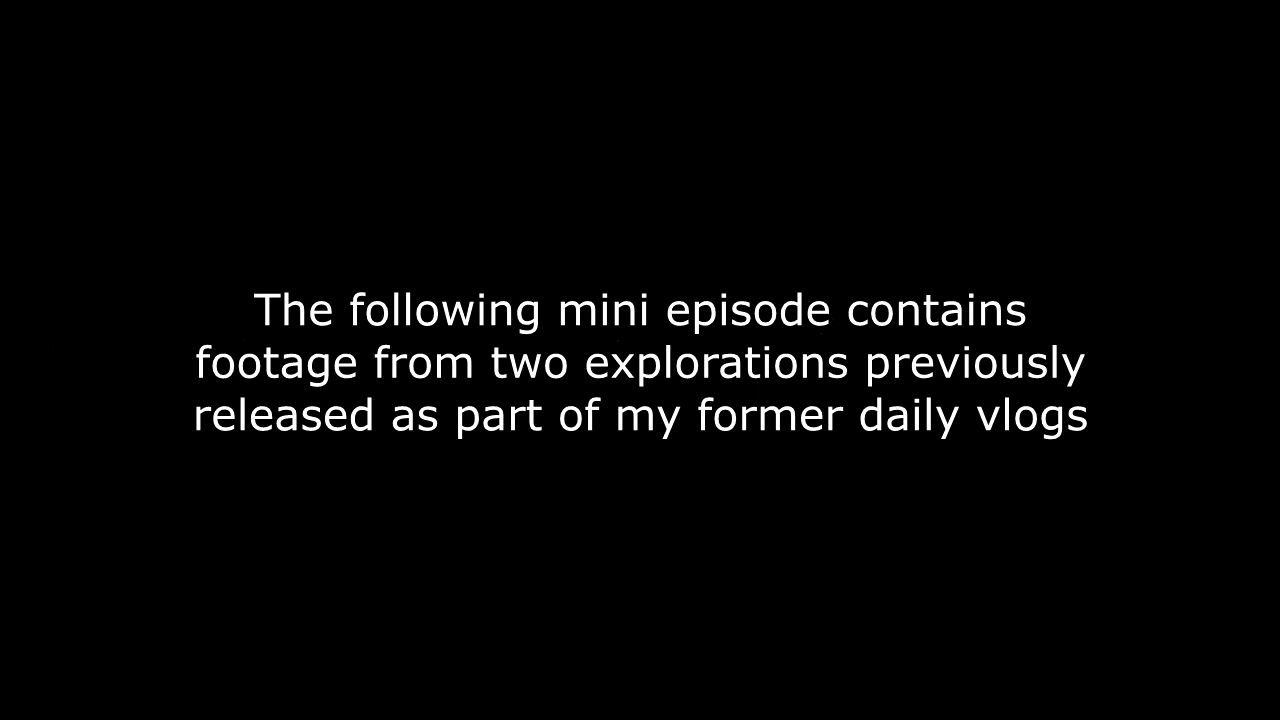 The following mini episode contains
footage from two explorations previously
released as part of my former daily vlogs